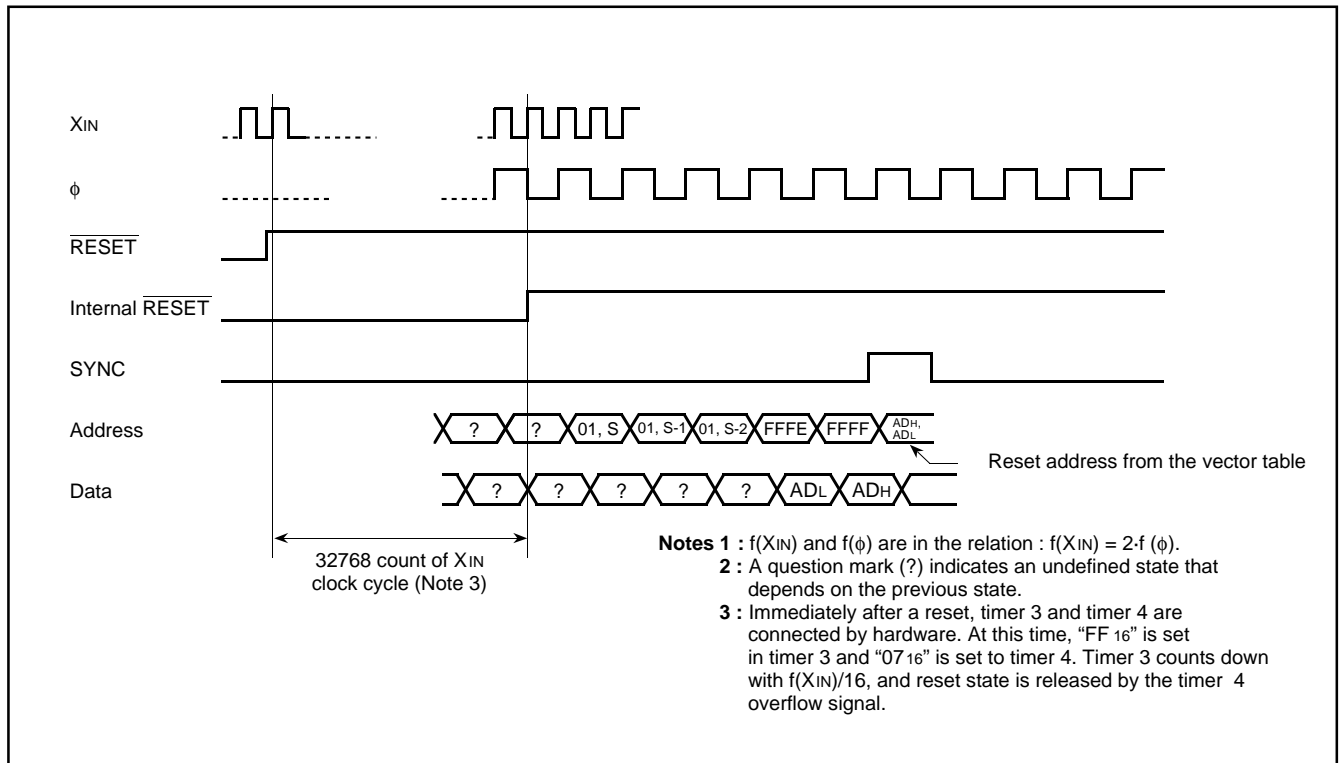 XIN
ϕ
RESET
Internal RESET
SYNC
Address
? ? 01, S 01, S-1 01, S-2 FFFE FFFF ADH,
ADL
Reset address from the vector table
Data
? ? ? ? ? ADL ADH
32768 count of XIN
clock cycle (Note 3)
Notes 1 : f(XIN) and f(ϕ) are in the relation : f(XIN) = 2·f (ϕ).
2 : A question mark (?) indicates an undefined state that
depends on the previous state.
3 : Immediately after a reset, timer 3 and timer 4 are
connected by hardware. At this time, “FF 16” is set
in timer 3 and “07 16” is set to timer 4. Timer 3 counts down
with f(XIN)/16, and reset state is released by the timer 4
overflow signal.